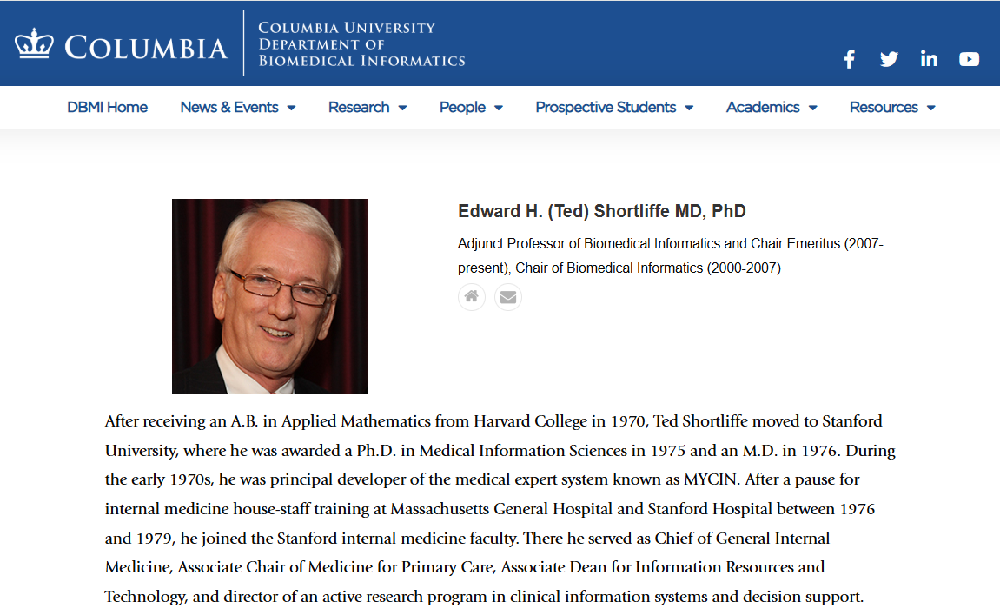 COLUMBIA
COLUMBIA UNIVERSITY
DEPARTMENT OF
BIOMEDICAL INFORMATICS
DBMI Home
News & Events
Research
People
Prospective Students
Academics
Resources
Edward H. (Ted) Shortliffe MD, PhD
Adjunct Professor of Biomedical Informatics and Chair Emeritus (2007-
present), Chair of Biomedical Informatics (2000-2007)
After receiving an A.B. in Applied Mathematics from Harvard College in 1970, Ted Shortliffe moved to Stanford
University, where he was awarded a Ph.D. in Medical Information Sciences in 1975 and an M.D. in 1976. During
the early 1970s, he was principal developer of the medical expert system known as MYCIN. After a pause for
internal medicine house-staff training at Massachusetts General Hospital and Stanford Hospital between 1976
and 1979, he joined the Stanford internal medicine faculty. There he served as Chief of General Internal
Medicine, Associate Chair of Medicine for Primary Care, Associate Dean for Information Resources and
Technology, and director of an active research program in clinical information systems and decision support.